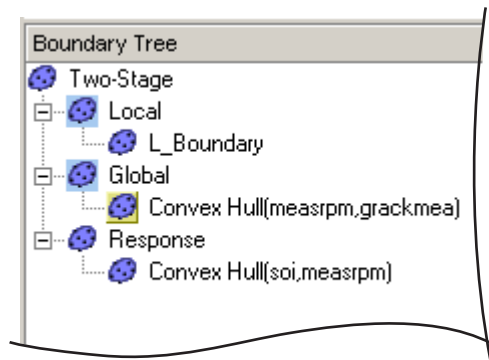 Boundary Tree
Two-Stage
Local
L_Boundary
Global
Convex Hull(measrpm,grackmea)
Response
Convex Hull(soi,measrpm)